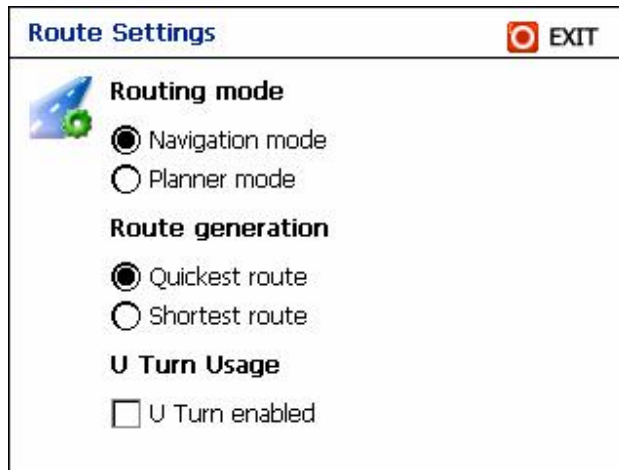 Route Settings
EXIT
Routing mode
Navigation mode
Planner mode
Route generation
Quickest route
Shortest route
U Turn Usage
U Turn enabled